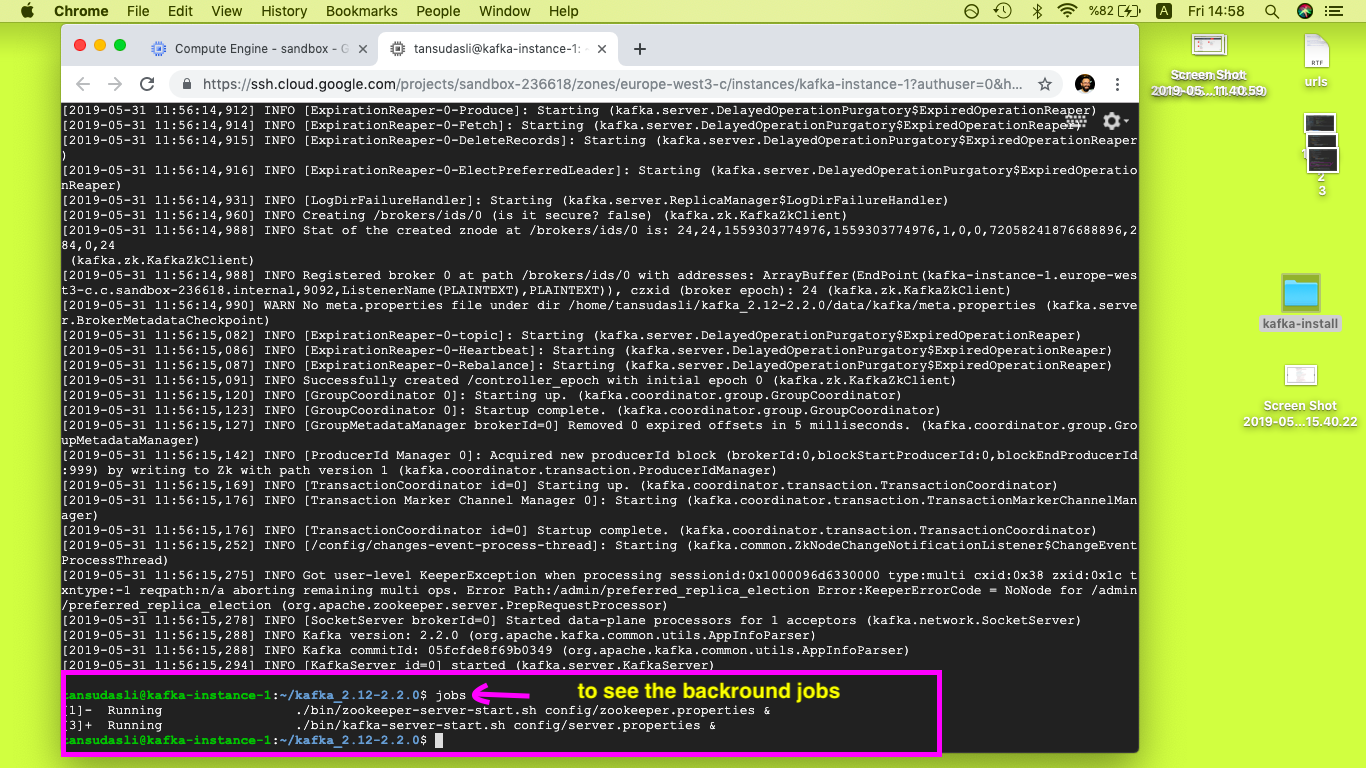 Chrome File Edit View History Bookmarks People Window Help %82 A Fri 14:58
Compute Engine - sandbox - G
tansudasli@kafka-instance-1:
https://ssh.cloud.google.com/projects/sandbox-236618/zones/europe-west3-c/instances/kafka-instance-1?authuser=0&h...
[2019-05-31 11:56:14,912] INFO [ExpirationReaper-0-Produce]: Starting (kafka.server.DelayedOperationPurgatory$ExpiredOperationReaper)
[2019-05-31 11:56:14,914] INFO [ExpirationReaper-0-Fetch]: Starting (kafka.server.DelayedOperationPurgatory$ExpiredOperationReaper)
[2019-05-31 11:56:14,915] INFO [ExpirationReaper-0-DeleteRecords]: Starting (kafka.server.DelayedOperationPurgatory$ExpiredOperationReaper
)
[2019-05-31 11:56:14,916] INFO [ExpirationReaper-0-ElectPreferredLeader]: Starting (kafka.server.DelayedOperationPurgatory$ExpiredOperatio
nReaper)
[2019-05-31 11:56:14,931] INFO [LogDirFailureHandler]: Starting (kafka.server.ReplicaManager$LogDirFailureHandler)
[2019-05-31 11:56:14,960] INFO Creating /brokers/ids/0 (is it secure? false) (kafka.zk.KafkaZkClient)
[2019-05-31 11:56:14,988] INFO Stat of the created znode at /brokers/ids/0 is: 24,24,1559303774976,1559303774976,1,0,0,72058241876688896,2
84,0,24
(kafka.zk.KafkaZkClient)
[2019-05-31 11:56:14,988] INFO Registered broker 0 at path /brokers/ids/0 with addresses: ArrayBuffer(EndPoint(kafka-instance-1.europe-wes
t3-c.c.sandbox-236618.internal,9092,ListenerName(PLAINTEXT),PLAINTEXT)), czxid (broker epoch): 24 (kafka.zk.KafkaZkClient)
[2019-05-31 11:56:14,990] WARN No meta.properties file under dir /home/tansudasli/kafka_2.12-2.2.0/data/kafka/meta.properties (kafka.serve
r.BrokerMetadataCheckpoint)
[2019-05-31 11:56:15,082] INFO [ExpirationReaper-0-topic]: Starting (kafka.server.DelayedOperationPurgatory$ExpiredOperationReaper)
[2019-05-31 11:56:15,086] INFO [ExpirationReaper-0-Heartbeat]: Starting (kafka.server.DelayedOperationPurgatory$ExpiredOperationReaper)
[2019-05-31 11:56:15,087] INFO [ExpirationReaper-0-Rebalance]: Starting (kafka.server.DelayedOperationPurgatory$ExpiredOperationReaper)
[2019-05-31 11:56:15,091] INFO Successfully created /controller_epoch with initial epoch 0 (kafka.zk.KafkaZkClient)
[2019-05-31 11:56:15,120] INFO [GroupCoordinator 0]: Starting up. (kafka.coordinator.group.GroupCoordinator)
[2019-05-31 11:56:15,123] INFO [GroupCoordinator 0]: Startup complete. (kafka.coordinator.group.GroupCoordinator)
[2019-05-31 11:56:15,127] INFO [GroupMetadataManager brokerId=0] Removed 0 expired offsets in 5 milliseconds. (kafka.coordinator.group.Gro
upMetadataManager)
[2019-05-31 11:56:15,142] INFO [ProducerId Manager 0]: Acquired new producerId block (brokerId:0,blockStartProducerId:0,blockEndProducerId
:999) by writing to Zk with path version 1 (kafka.coordinator.transaction.ProducerIdManager)
[2019-05-31 11:56:15,169] INFO [TransactionCoordinator id=0] Starting up. (kafka.coordinator.transaction.TransactionCoordinator)
[2019-05-31 11:56:15,176] INFO [Transaction Marker Channel Manager 0]: Starting (kafka.coordinator.transaction.TransactionMarkerChannelMan
ager)
[2019-05-31 11:56:15,176] INFO [TransactionCoordinator id=0] Startup complete. (kafka.coordinator.transaction.TransactionCoordinator)
[2019-05-31 11:56:15,252] INFO [/config/changes-event-process-thread]: Starting (kafka.common.ZkNodeChangeNotificationListener$ChangeEvent
ProcessThread)
[2019-05-31 11:56:15,275] INFO Got user-level KeeperException when processing sessionid:0x1000096d6330000 type:multi cxid:0x38 zxid:0x1c t
xntype:-1 reqpath:n/a aborting remaining multi ops. Error Path:/admin/preferred_replica_election Error:KeeperErrorCode = NoNode for /admin
/preferred_replica_election (org.apache.zookeeper.server.PrepRequestProcessor)
[2019-05-31 11:56:15,278] INFO [SocketServer brokerId=0] Started data-plane processors for 1 acceptors (kafka.network.SocketServer)
[2019-05-31 11:56:15,288] INFO Kafka version: 2.2.0 (org.apache.kafka.common.utils.AppInfoParser)
[2019-05-31 11:56:15,288] INFO Kafka commitId: 05fcfde8f69b0349 (org.apache.kafka.common.utils.AppInfoParser)
[2019-05-31 11:56:15,294] INFO [KafkaServer id=0] started (kafka.server.KafkaServer)
tansudasli@kafka-instance-1:~/kafka_2.12-2.2.0$ jobs
to see the backround jobs
[1]- Running ./bin/zookeeper-server-start.sh config/zookeeper.properties &
[3]+ Running ./bin/kafka-server-start.sh config/server.properties &
tansudasli@kafka-instance-1:~/kafka_2.12-2.2.0$
Screen Shot
2019-05...11.40.59
RTF
urls
2
3
kafka-install
Screen Shot
2019-05...15.40.22